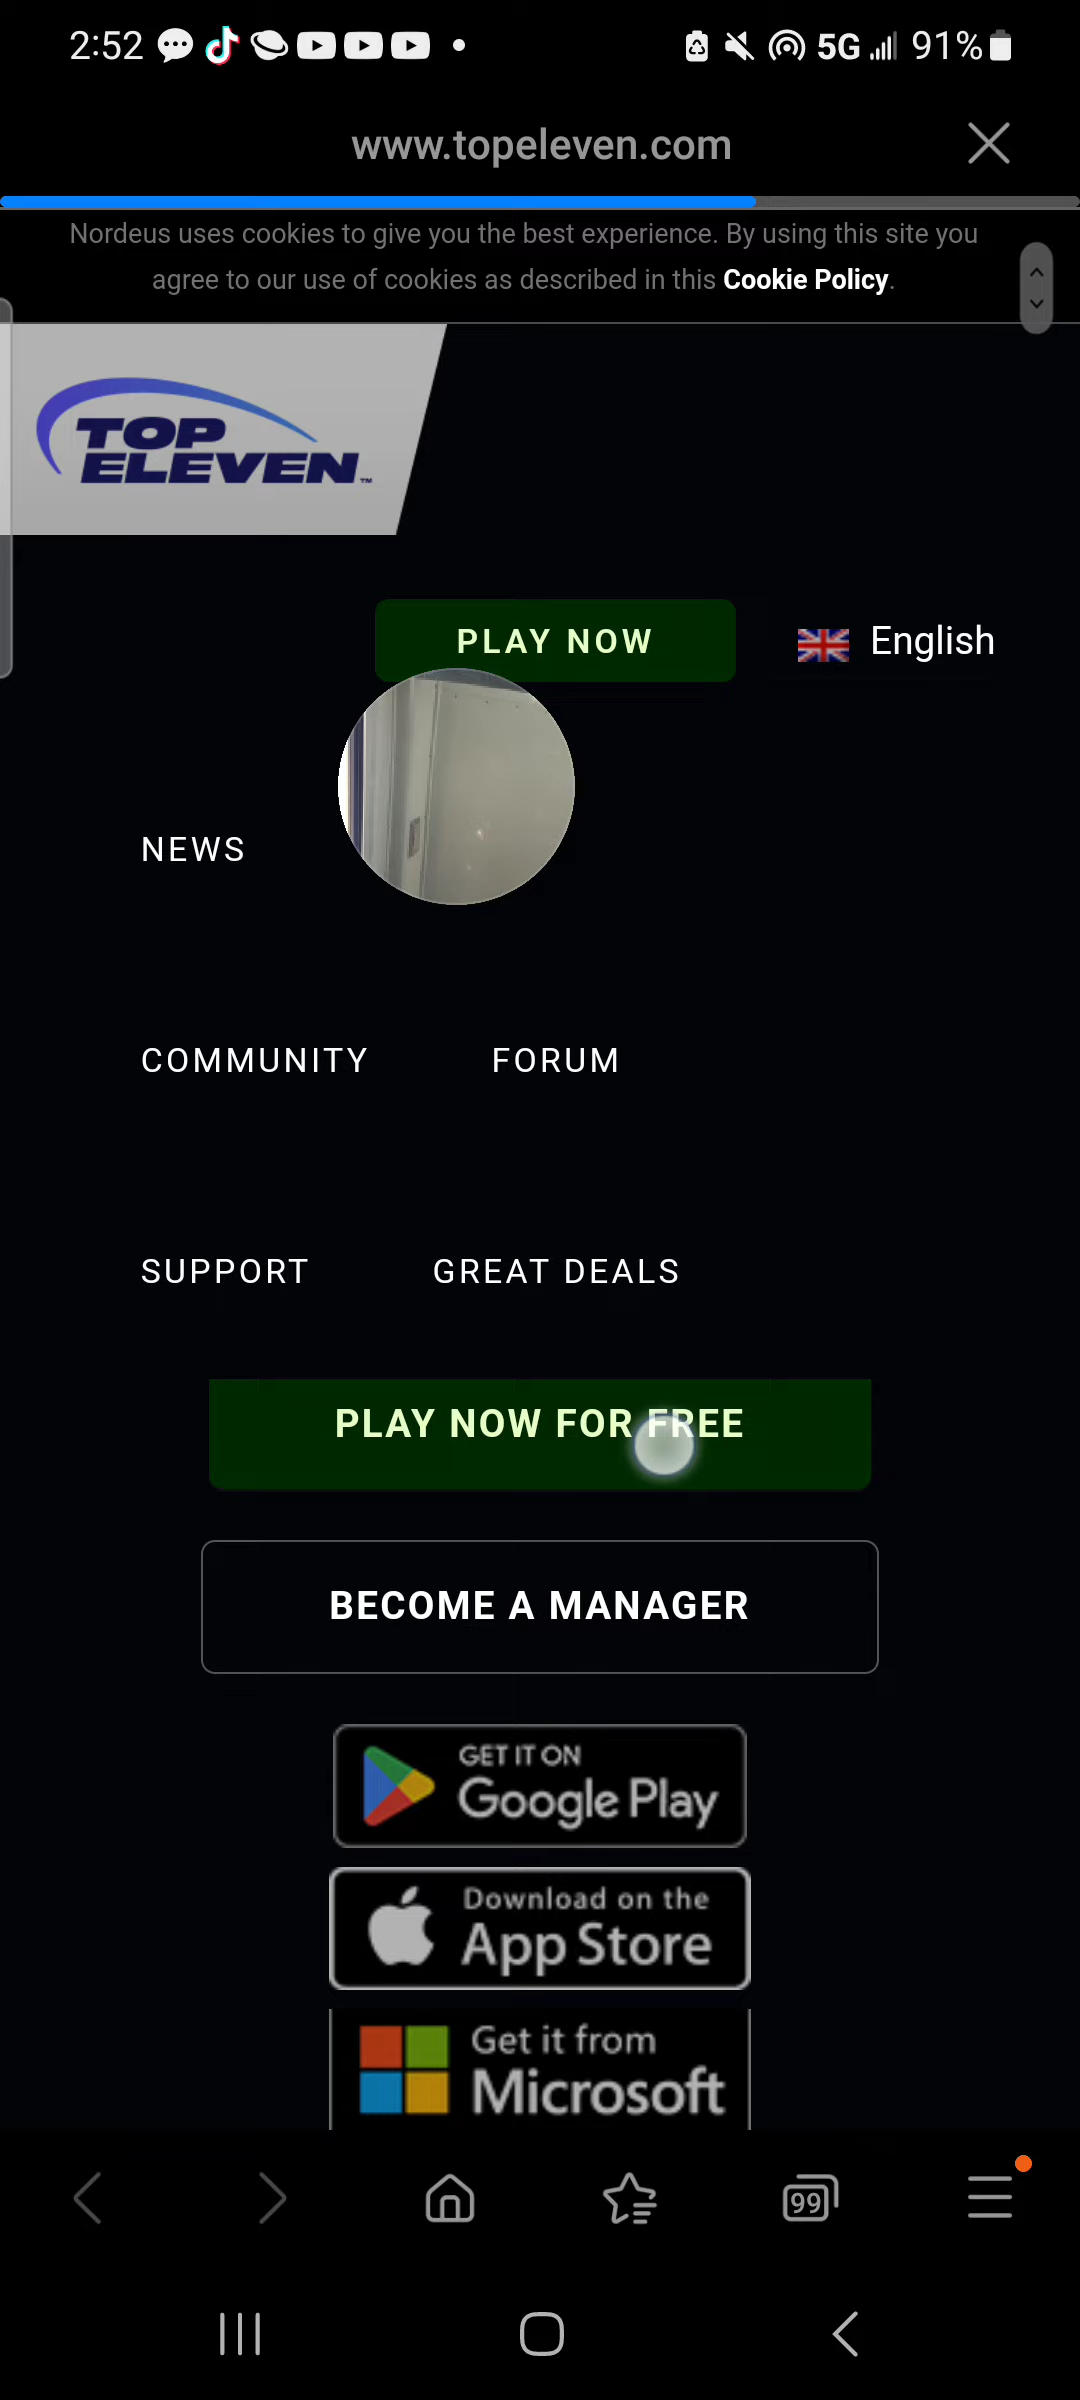 2:52
5G 91%
www.topeleven.com
Nordeus uses cookies to give you the best experience. By using this site you
agree to our use of cookies as described in this Cookie Policy.
TOP
ELEVEN™
PLAY NOW
English
NEWS
COMMUNITY FORUM
SUPPORT GREAT DEALS
PLAY NOW FOR FREE
BECOME A MANAGER
GET IT ON
Google Play
Download on the
App Store
Get it from
Microsoft
99